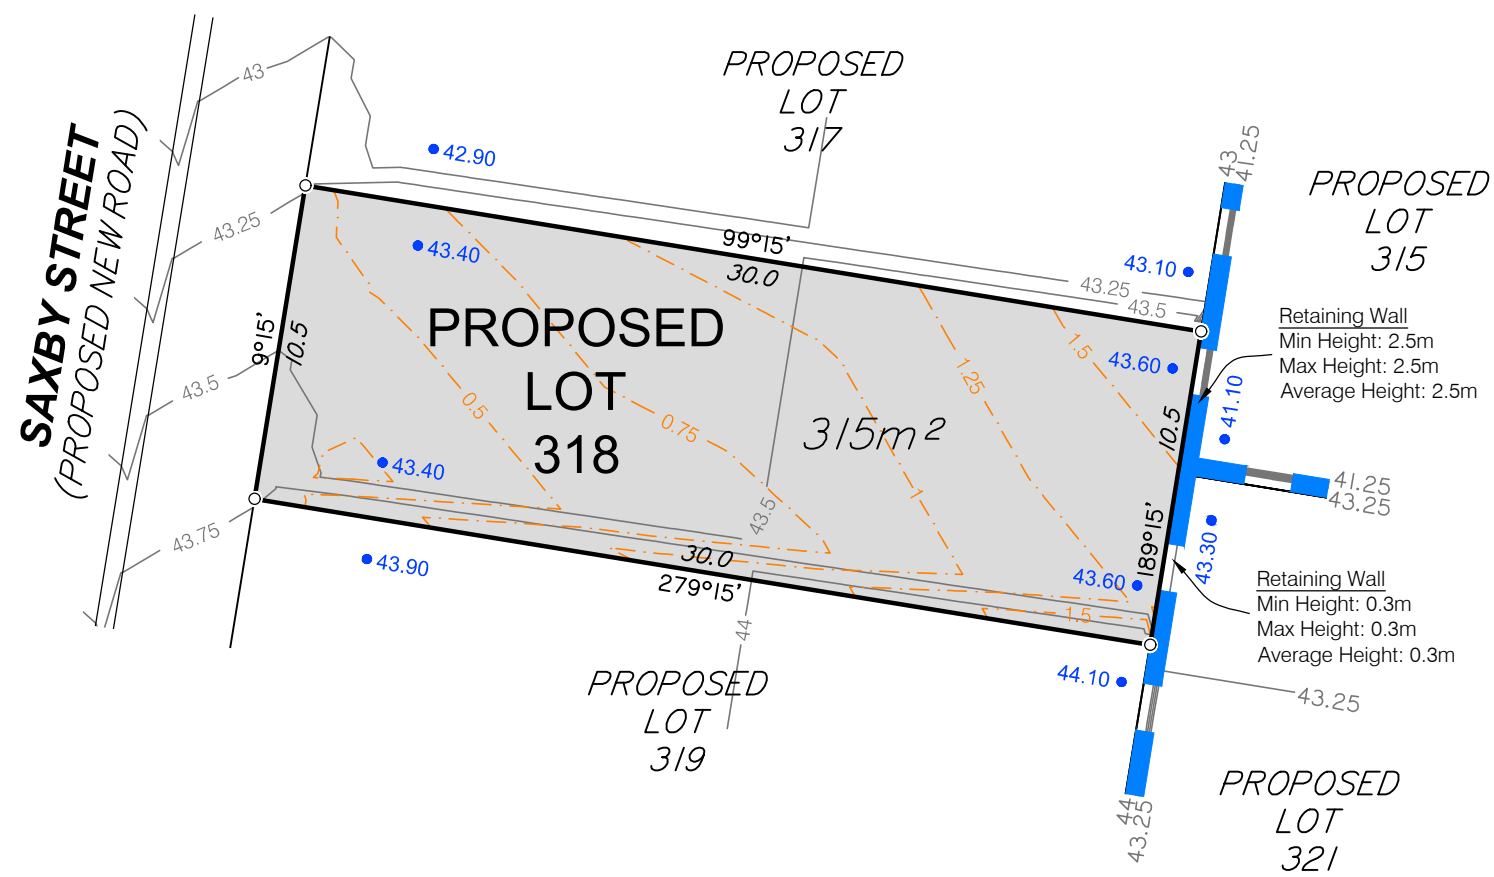 SAXBY STREET
(PROPOSED NEW ROAD)
43
43.25
43.5
43.75
PROPOSED
LOT
317
42.90
99°15'
30.0
43.40
PROPOSED
LOT
318
315m²
9°15'
10.5
43.40
0.5
0.75
1
1.25
1.5
1.5
43.5
43.25
43.5
43.10
43.60
43.60
10.5
189°15'
30.0
279°15'
43.90
44
44.10
PROPOSED
LOT
319
43
41.25
PROPOSED
LOT
315
Retaining Wall
Min Height: 2.5m
Max Height: 2.5m
Average Height: 2.5m
41.10
41.25
43.25
43.30
Retaining Wall
Min Height: 0.3m
Max Height: 0.3m
Average Height: 0.3m
43.25
44
43.25
PROPOSED
LOT
321